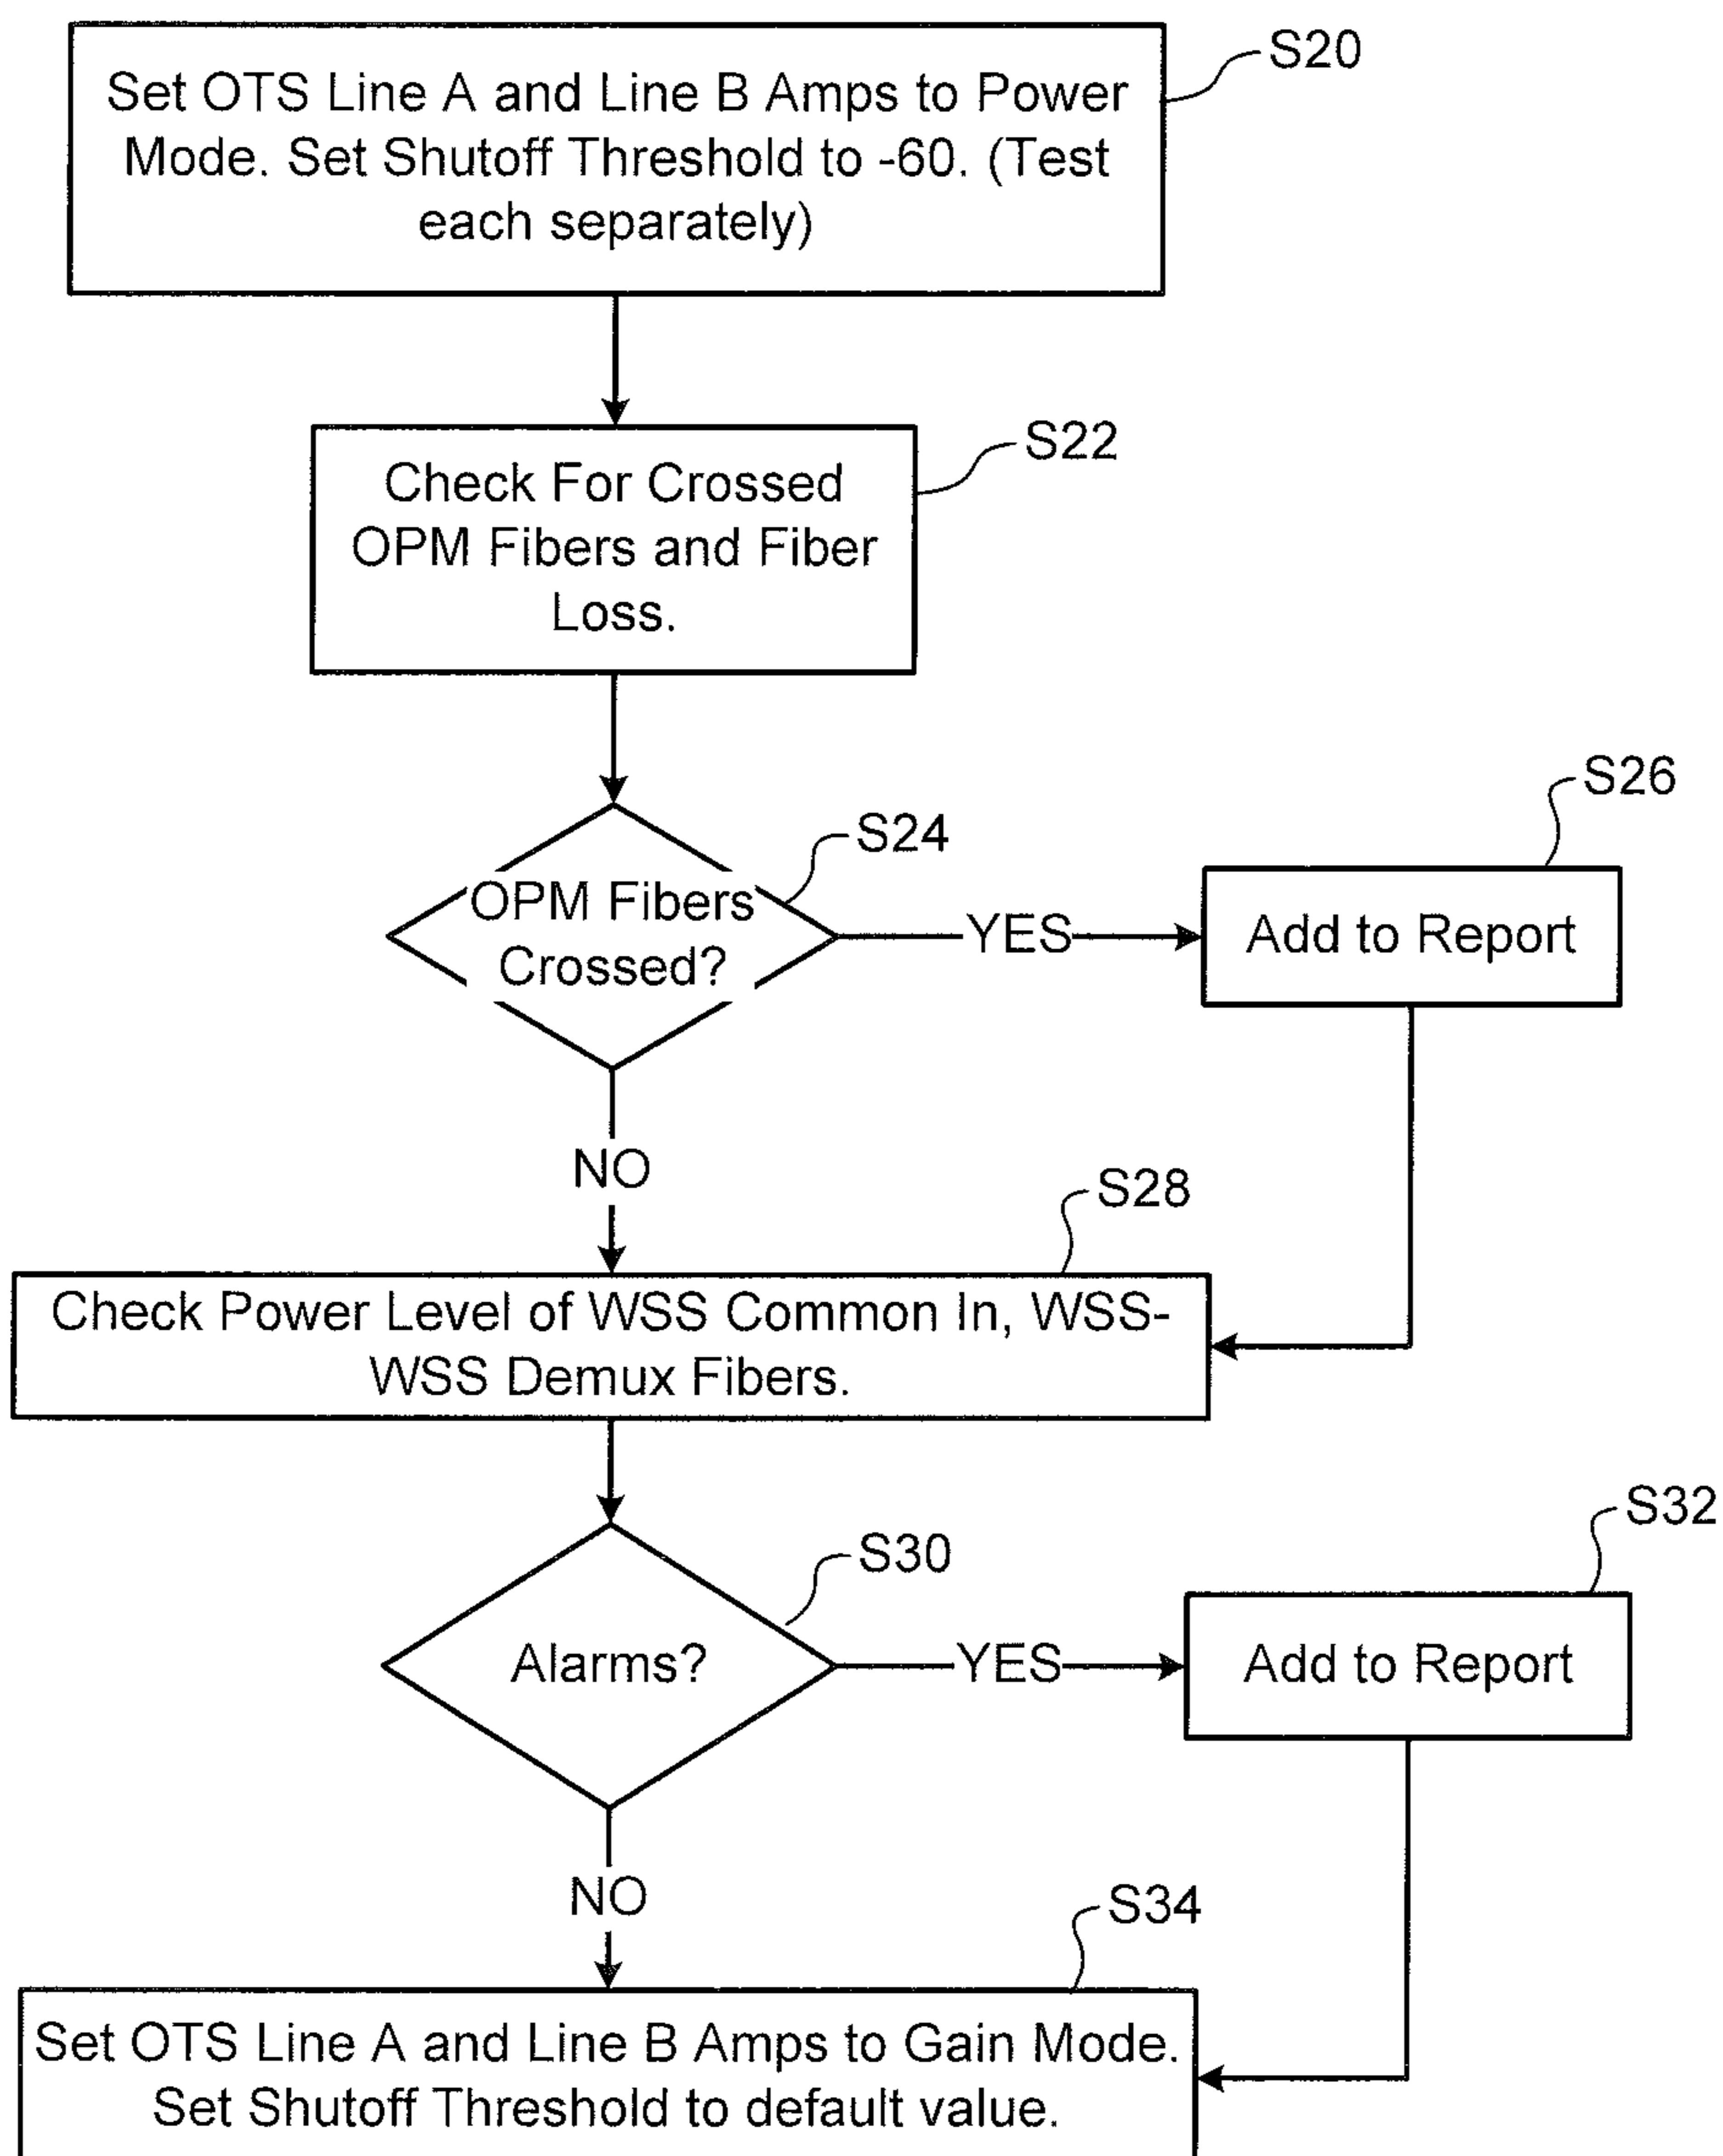 S20
Set OTS Line A and Line B Amps to Power
Mode. Set Shutoff Threshold to -60. (Test
each separately)
S22
Check For Crossed
OPM Fibers and Fiber
Loss.
S24
OPM Fibers
Crossed?
YES
S26
Add to Report
NO
S28
Check Power Level of WSS Common In, WSS-
WSS Demux Fibers.
S30
Alarms?
YES
S32
Add to Report
NO
S34
Set OTS Line A and Line B Amps to Gain Mode.
Set Shutoff Threshold to default value.